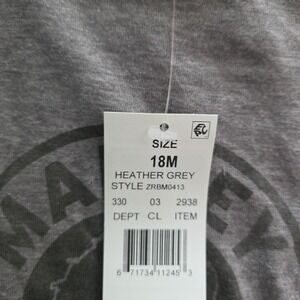 SIZE
18M
HEATHER GREY
STYLE ZRBM0413
330 03 2938
DEPT CL ITEM
6 71734 11245 3